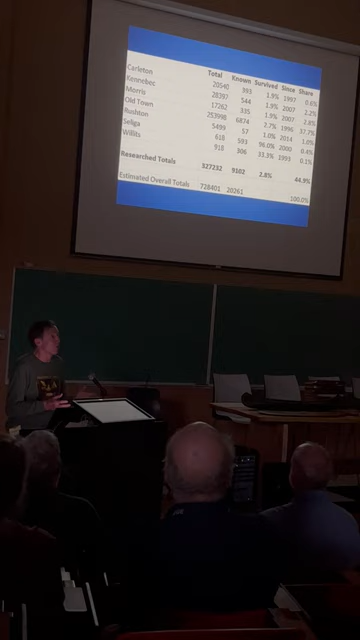 Total Known Survived Since Share
Carleton 20540 393 1.9% 1997 0.6%
Kennebec 28397 544 1.9% 2007 2.2%
Morris 17262 335 1.9% 2007 2.8%
Old Town 253998 6874 2.7% 1996 37.7%
Rushton 5499 57 1.0% 2014 1.0%
Seliga 618 593 96.0% 2000 0.4%
Willits 918 306 33.3% 1993 0.1%
Researched Totals 327232 9102 2.8% 44.9%
Estimated Overall Totals 728401 20261 100.0%